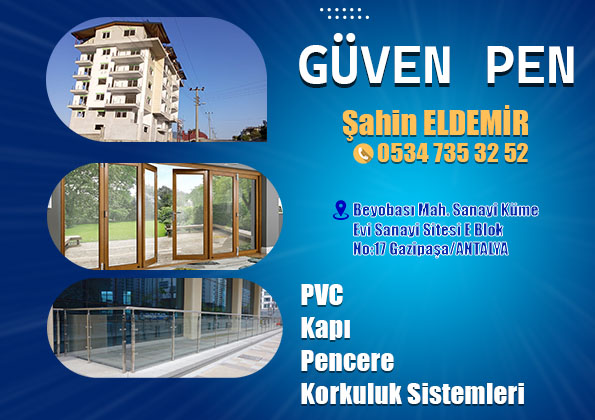 GÜVEN PEN
Şahin ELDEMİR
0534 735 32 52
Beyobası Mah. Sanayi Küme
Evi Sanayi Sitesi E Blok
No:17 Gazipaşa/ANTALYA
PVC
Kapı
Pencere
Korkuluk Sistemleri